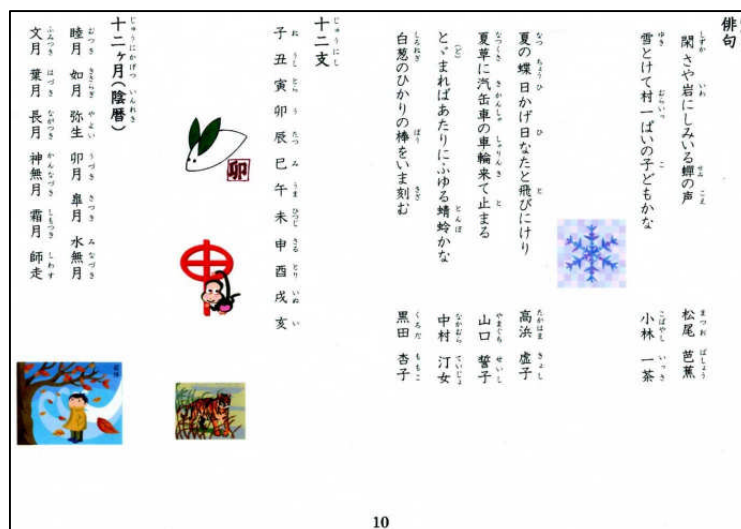 俳句
閑さや岩にしみいる蟬の声 松尾 芭蕉
雪とけて村一ぱいの子どもかな 小林 一茶
夏の蝶日かげ日なたと飛びにけり 高浜 虚子
夏草に汽缶車の車輪来て止まる 山口 誓子
とゞまればあたりにふゆる蜻蛉かな 中村 汀女
白葱のひかりの棒をいま刻む 黒田 杏子
十二支
子 丑 寅 卯 辰 巳 午 未 申 酉 戌 亥
卯
十二ヶ月(陰暦)
睦月 如月 弥生 卯月 皐月 水無月
文月 葉月 長月 神無月 霜月 師走
10